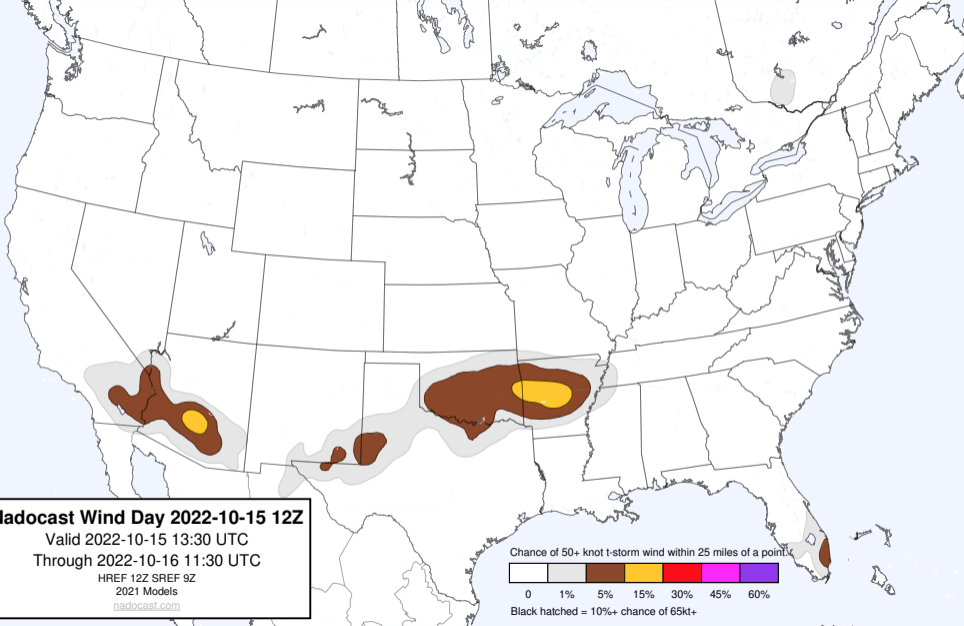 adocast Wind Day 2022-10-15 12Z
Valid 2022-10-15 13:30 UTC
Through 2022-10-16 11:30 UTC
HREF 12Z SREF 9Z
2021 Models
nadocast.com
Chance of 50+ knot t-storm wind within 25 miles of a point.
0 1% 5% 15% 30% 45% 60%
Black hatched = 10%+ chance of 65kt+